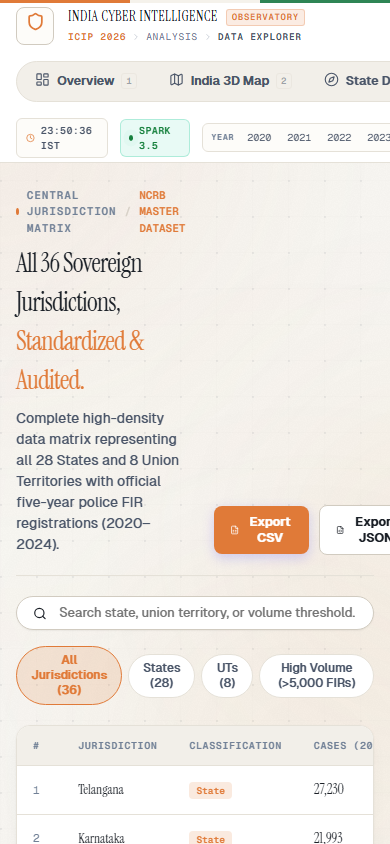 INDIA CYBER INTELLIGENCE OBSERVATORY
ICIP 2026 > ANALYSIS > DATA EXPLORER
Overview 1 India 3D Map 2 State D
23:50:36 IST
SPARK 3.5
YEAR 2020 2021 2022 2023
CENTRAL JURISDICTION MATRIX / NCRB MASTER DATASET
All 36 Sovereign
Jurisdictions,
Standardized &
Audited.
Complete high-density
data matrix representing
all 28 States and 8 Union
Territories with official
five-year police FIR
registrations (2020–
2024).
Export CSV
Expor JSON
Search state, union territory, or volume threshold.
All Jurisdictions (36)
States (28)
UTs (8)
High Volume (>5,000 FIRs)
# JURISDICTION CLASSIFICATION CASES (20
1 Telangana State 27,230
2 Karnataka State 21,993